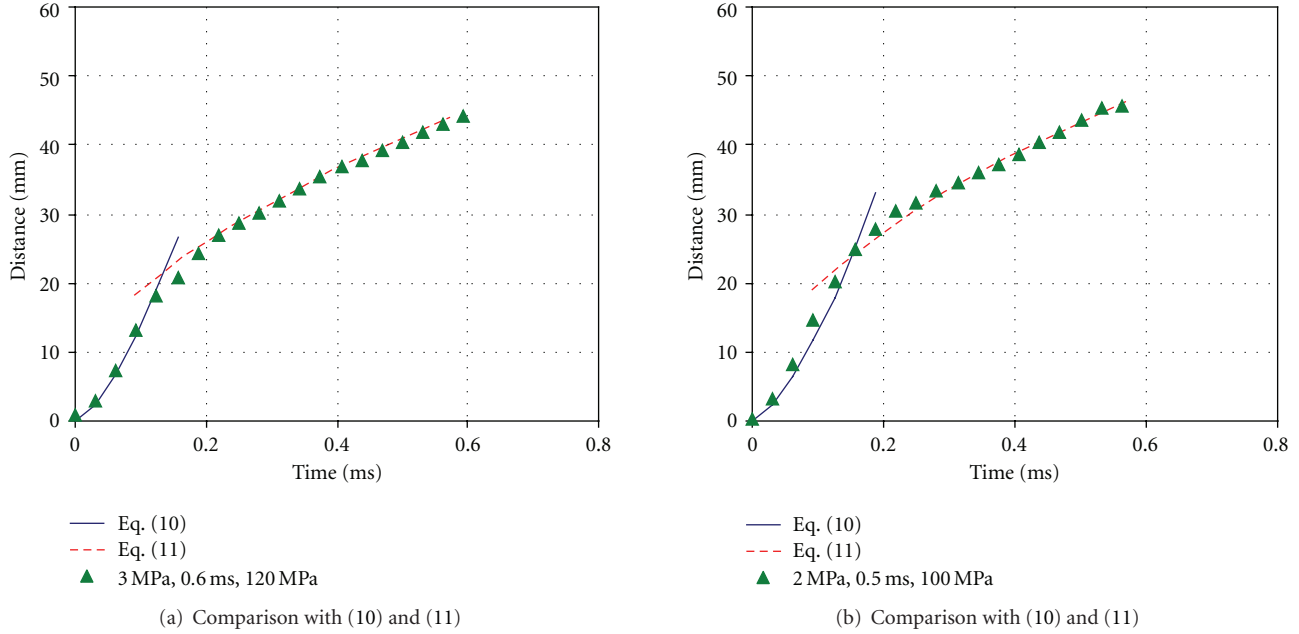 60
50
40
30
20
10
0
Distance (mm)
0
0.2
0.4
0.6
0.8
Time (ms)
Eq. (10)
Eq. (11)
3 MPa, 0.6 ms, 120 MPa
(a) Comparison with (10) and (11)
60
50
40
30
20
10
0
Distance (mm)
0
0.2
0.4
0.6
0.8
Time (ms)
Eq. (10)
Eq. (11)
2 MPa, 0.5 ms, 100 MPa
(b) Comparison with (10) and (11)